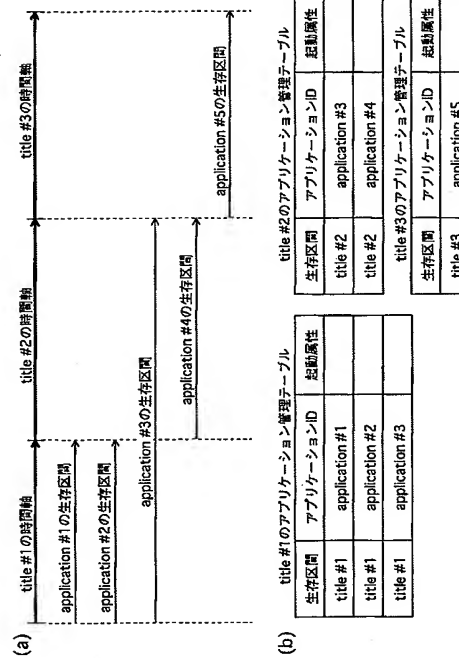 (a)
title #1の時間軸
title #2の時間軸
title #3の時間軸
application #1の生存区間
application #2の生存区間
application #3の生存区間
application #4の生存区間
application #5の生存区間
(b)
title #1のアプリケーション管理テーブル
生存区間 アプリケーションID 起動属性
title #1 application #1
title #1 application #2
title #1 application #3
title #2のアプリケーション管理テーブル
生存区間 アプリケーションID 起動属性
title #2 application #3
title #2 application #4
title #3のアプリケーション管理テーブル
生存区間 アプリケーションID 起動属性
title #3 application #5